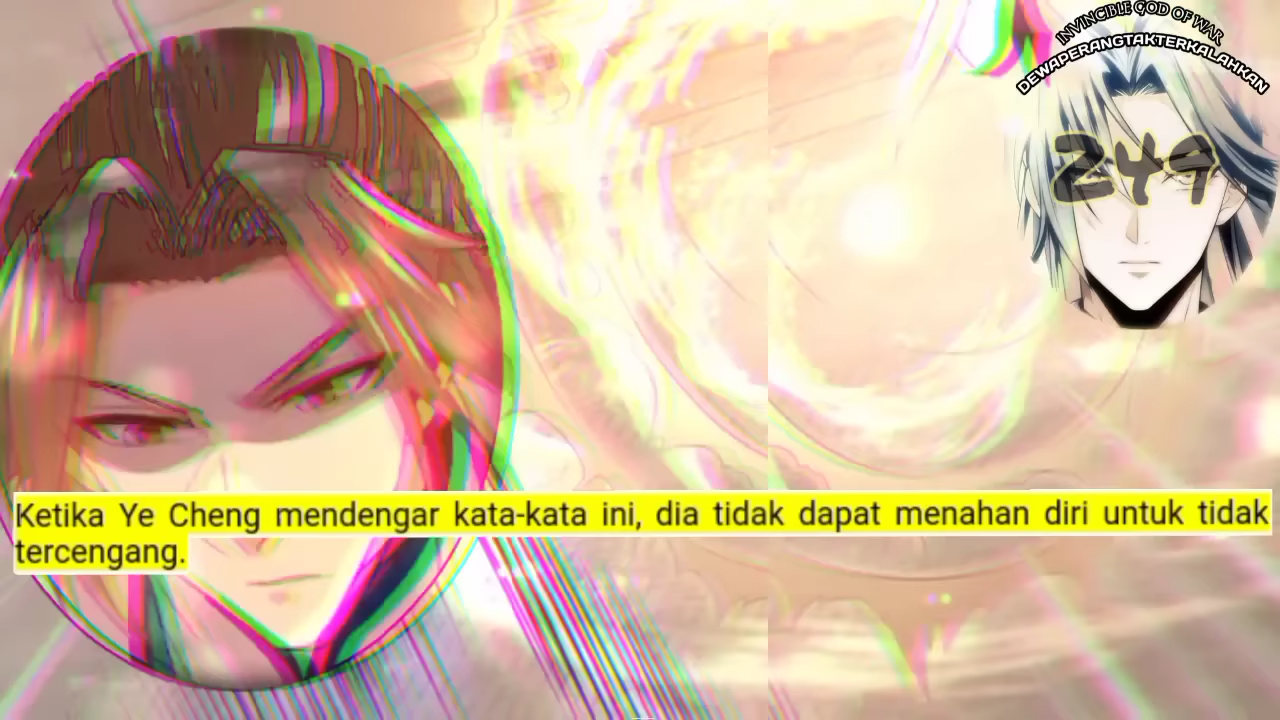 INVINCIBLE GOD OF WAR
DEWAPERANGTAKTERKALAHKAN
249
Ketika Ye Cheng mendengar kata-kata ini, dia tidak dapat menahan diri untuk tidak
tercengang.